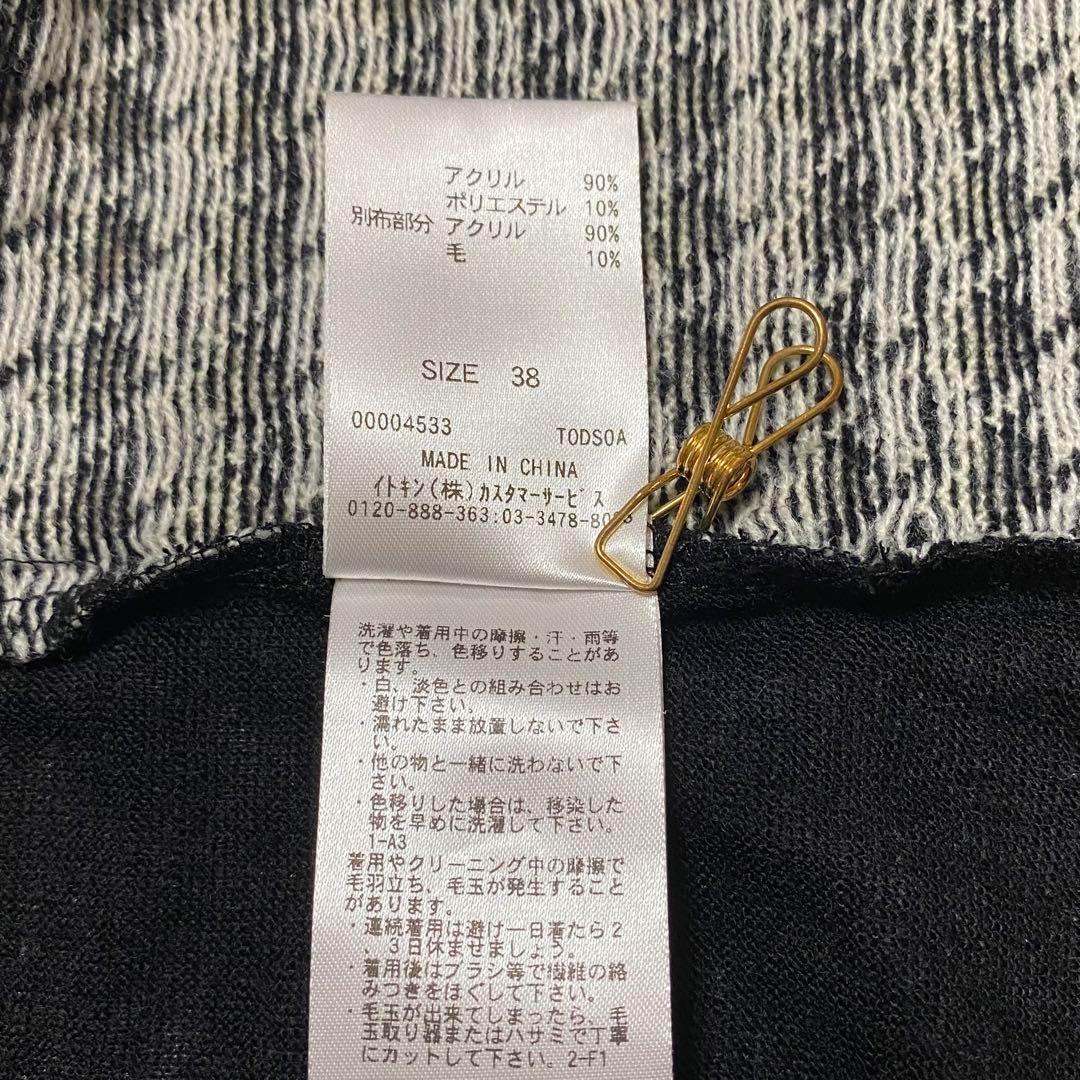 アクリル 90%
ポリエステル 10%
別布部分 アクリル 90%
毛 10%
SIZE 38
00004533 T0DS0A
MADE IN CHINA
イトキン(株)カスタマーサービス
0120-888-363:03-3478-80
洗濯や着用中の摩擦・汗・雨等
で色落ち、色移りすることがあ
ります。
・白、淡色との組み合わせはお
避け下さい。
・濡れたまま放置しないで下さ
い。
・他の物と一緒に洗わないで下
さい。
・色移りした場合は、移染した
物を早めに洗濯して下さい。
1-A3
着用やクリーニング中の摩擦で
毛羽立ち、毛玉が発生すること
があります。
・連続着用は避け一日着たら2
、3日休ませましょう。
・着用後はブラシ等で繊維の絡
みつきをほぐして下さい。
・毛玉が出来てしまったら、毛
玉取り器またはハサミで丁寧
にカットして下さい。2-F1